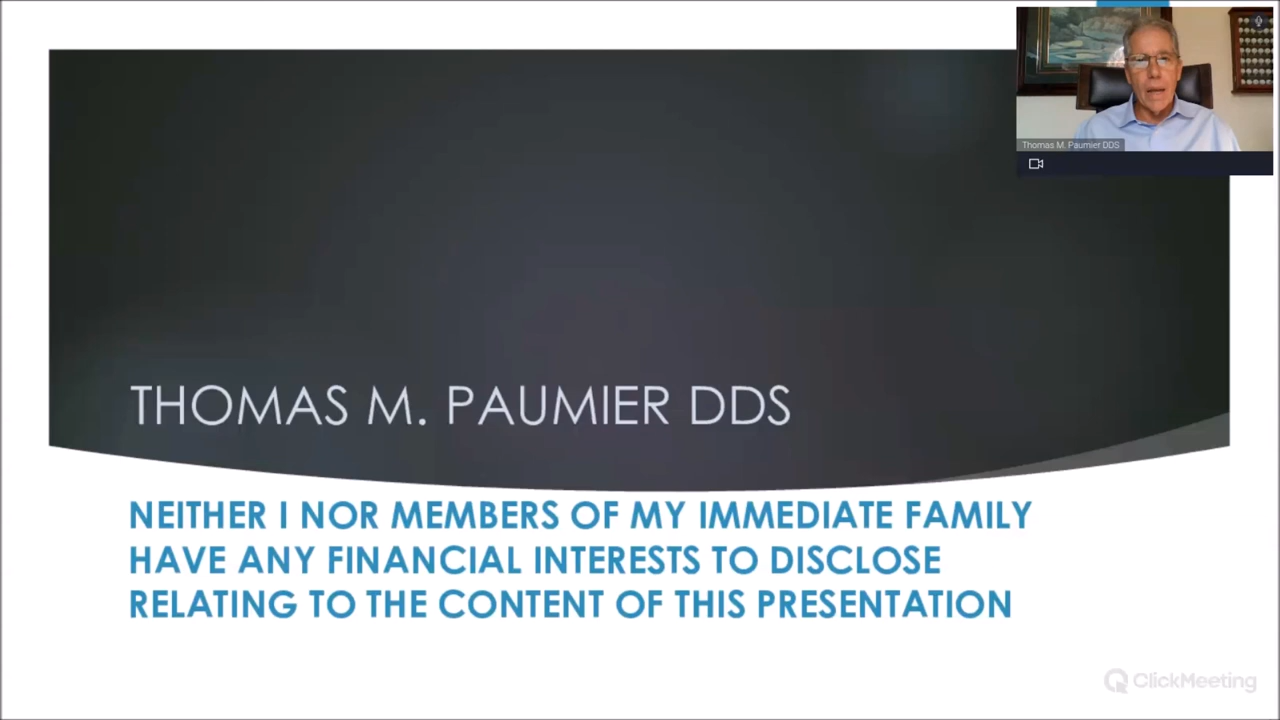 Thomas M. Paumier DDS
THOMAS M. PAUMIER DDS
NEITHER I NOR MEMBERS OF MY IMMEDIATE FAMILY
HAVE ANY FINANCIAL INTERESTS TO DISCLOSE
RELATING TO THE CONTENT OF THIS PRESENTATION
ClickMeeting